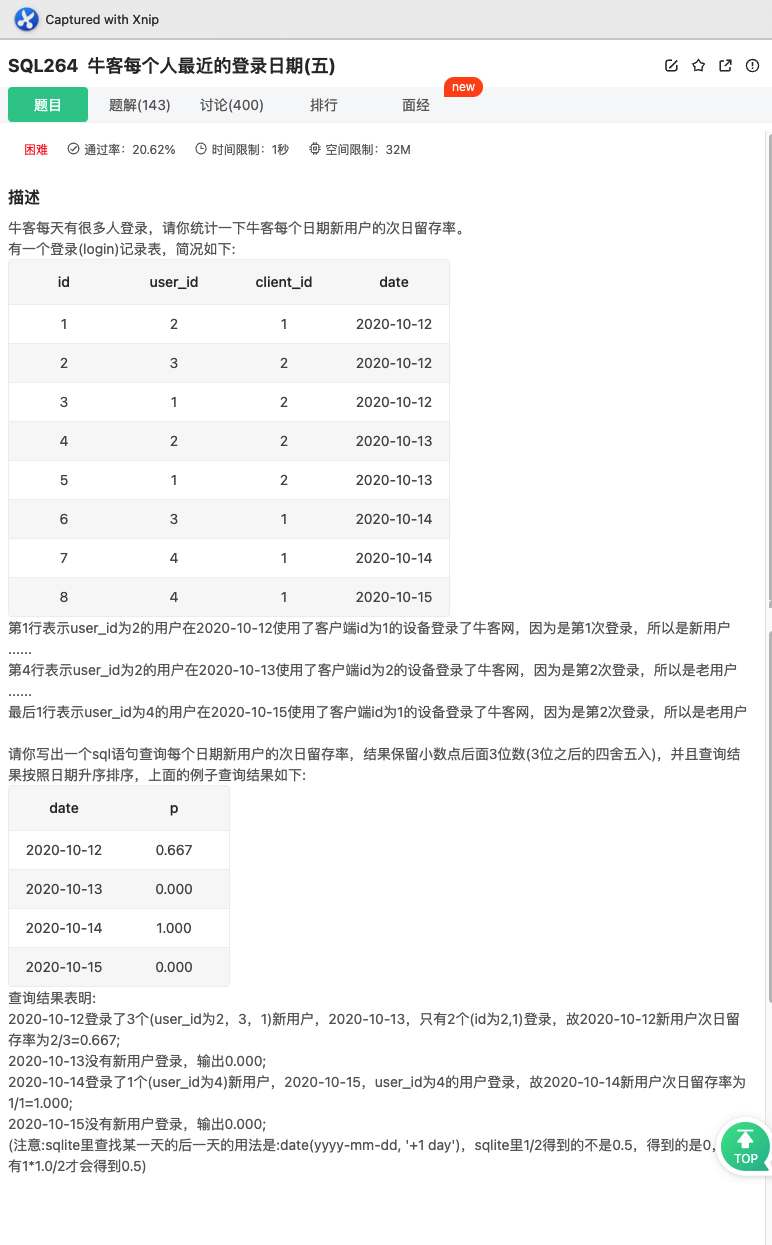 Captured with Xnip
SQL264 牛客每个人最近的登录日期(五)
题目 题解(143) 讨论(400) 排行 面经 new
困难 通过率：20.62% 时间限制：1秒 空间限制：32M
描述
牛客每天有很多人登录，请你统计一下牛客每个日期新用户的次日留存率。
有一个登录(login)记录表，简况如下:
id user_id client_id date
1 2 1 2020-10-12
2 3 2 2020-10-12
3 1 2 2020-10-12
4 2 2 2020-10-13
5 1 2 2020-10-13
6 3 1 2020-10-14
7 4 1 2020-10-14
8 4 1 2020-10-15
第1行表示user_id为2的用户在2020-10-12使用了客户端id为1的设备登录了牛客网，因为是第1次登录，所以是新用户
......
第4行表示user_id为2的用户在2020-10-13使用了客户端id为2的设备登录了牛客网，因为是第2次登录，所以是老用户
......
最后1行表示user_id为4的用户在2020-10-15使用了客户端id为1的设备登录了牛客网，因为是第2次登录，所以是老用户
请你写出一个sql语句查询每个日期新用户的次日留存率，结果保留小数点后面3位数(3位之后的四舍五入)，并且查询结
果按照日期升序排序，上面的例子查询结果如下:
date p
2020-10-12 0.667
2020-10-13 0.000
2020-10-14 1.000
2020-10-15 0.000
查询结果表明:
2020-10-12登录了3个(user_id为2，3，1)新用户，2020-10-13，只有2个(id为2,1)登录，故2020-10-12新用户次日留
存率为2/3=0.667;
2020-10-13没有新用户登录，输出0.000;
2020-10-14登录了1个(user_id为4)新用户，2020-10-15，user_id为4的用户登录，故2020-10-14新用户次日留存率为
1/1=1.000;
2020-10-15没有新用户登录，输出0.000;
(注意:sqlite里查找某一天的后一天的用法是:date(yyyy-mm-dd, '+1 day')，sqlite里1/2得到的不是0.5，得到的是0，
有1*1.0/2才会得到0.5)
TOP